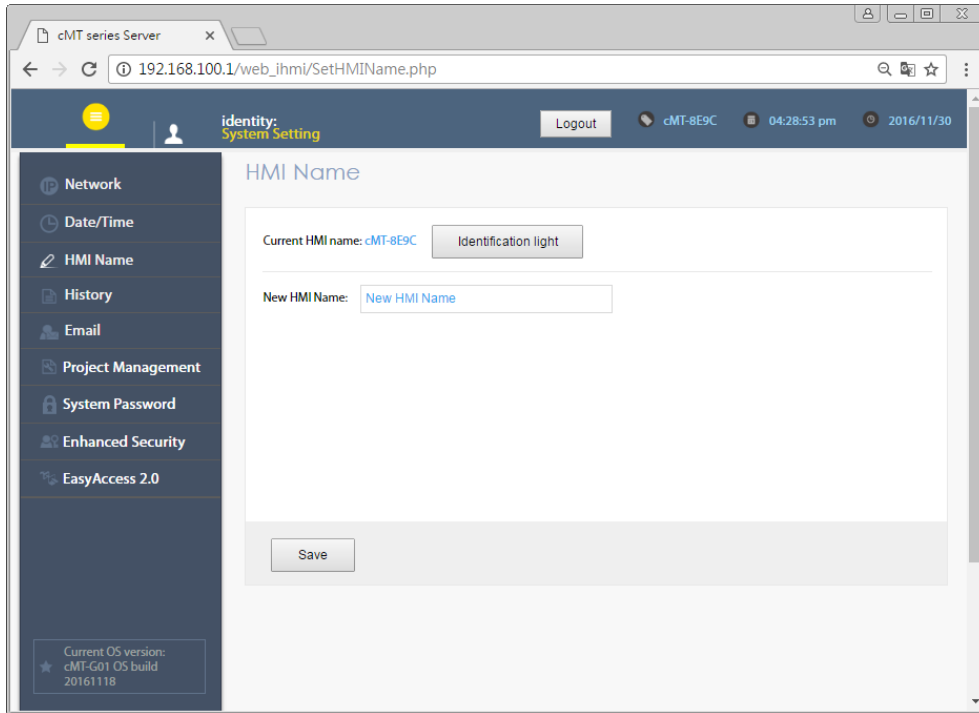 cMT series Server
192.168.100.1/web_ihmi/SetHMIName.php
identity:
System Setting
Logout
cMT-8E9C
04:28:53 pm
2016/11/30
Network
Date/Time
HMI Name
History
Email
Project Management
System Password
Enhanced Security
EasyAccess 2.0
Current OS version:
cMT-G01 OS build
20161118
HMI Name
Current HMI name: cMT-8E9C
Identification light
New HMI Name: New HMI Name
Save